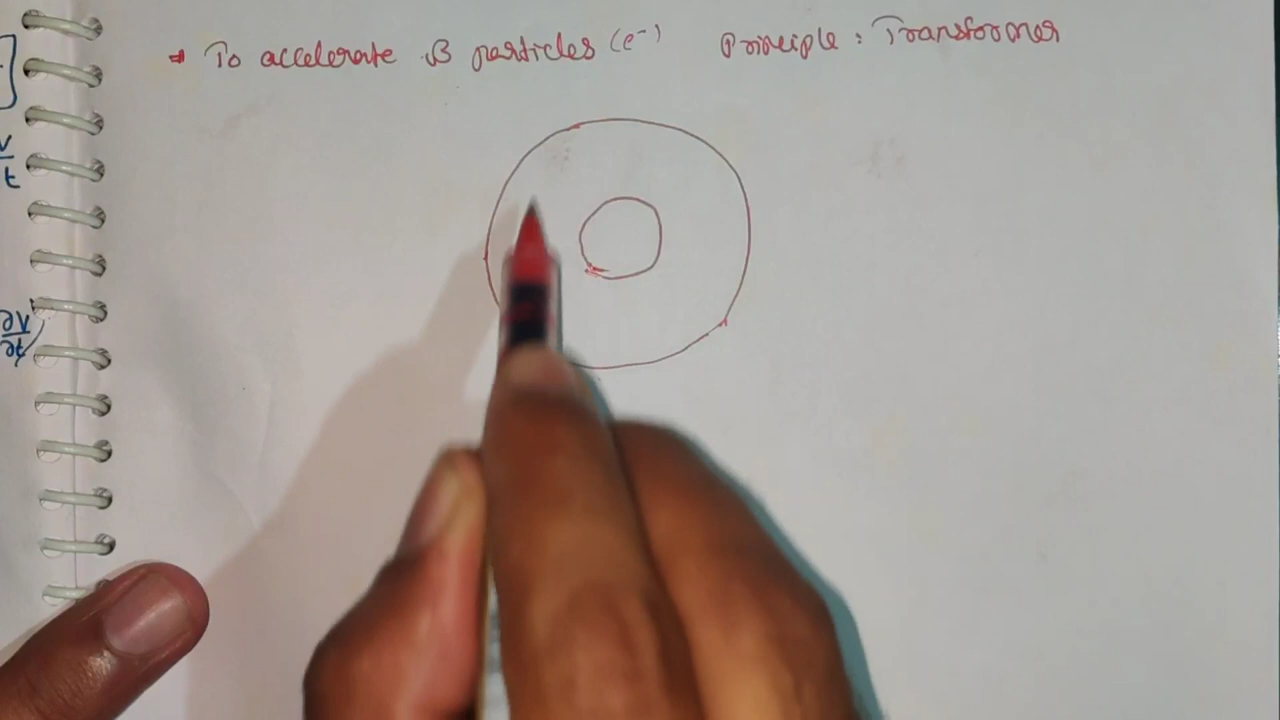 To accelerate β particles (e⁻) Principle : Transformer